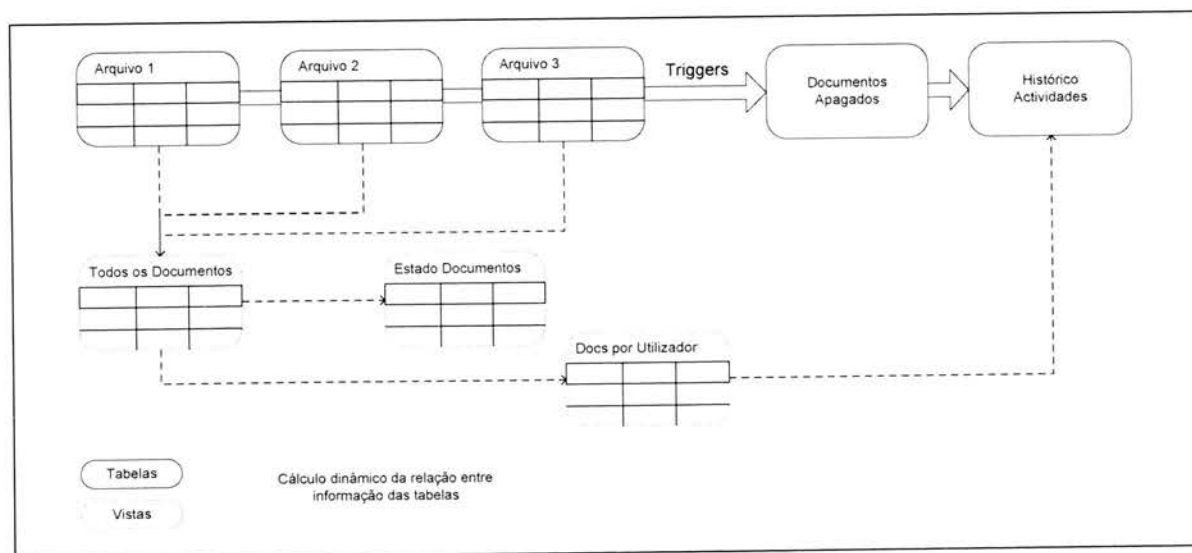 Arquivo 1
Arquivo 2
Arquivo 3
Triggers
Documentos
Apagados
Histórico
Actividades
Todos os Documentos
Estado Documentos
Docs por Utilizador
Tabelas
Vistas
Cálculo dinâmico da relação entre
informação das tabelas